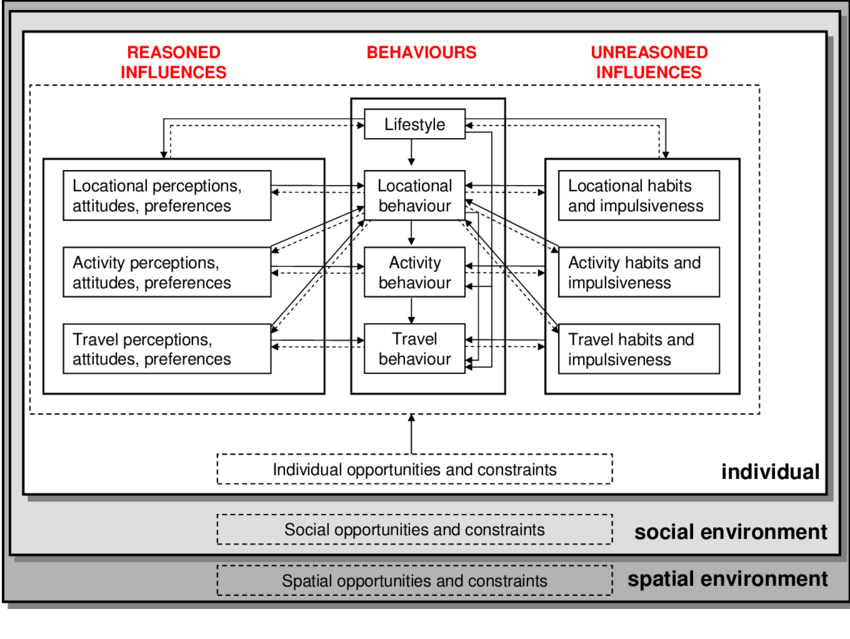 REASONED
INFLUENCES
BEHAVIOURS
UNREASONED
INFLUENCES
Lifestyle
Locational perceptions,
attitudes, preferences
Locational
behaviour
Locational habits
and impulsiveness
Activity perceptions,
attitudes, preferences
Activity
behaviour
Activity habits and
impulsiveness
Travel perceptions,
attitudes, preferences
Travel
behaviour
Travel habits and
impulsiveness
Individual opportunities and constraints
individual
Social opportunities and constraints
social environment
Spatial opportunities and constraints
spatial environment